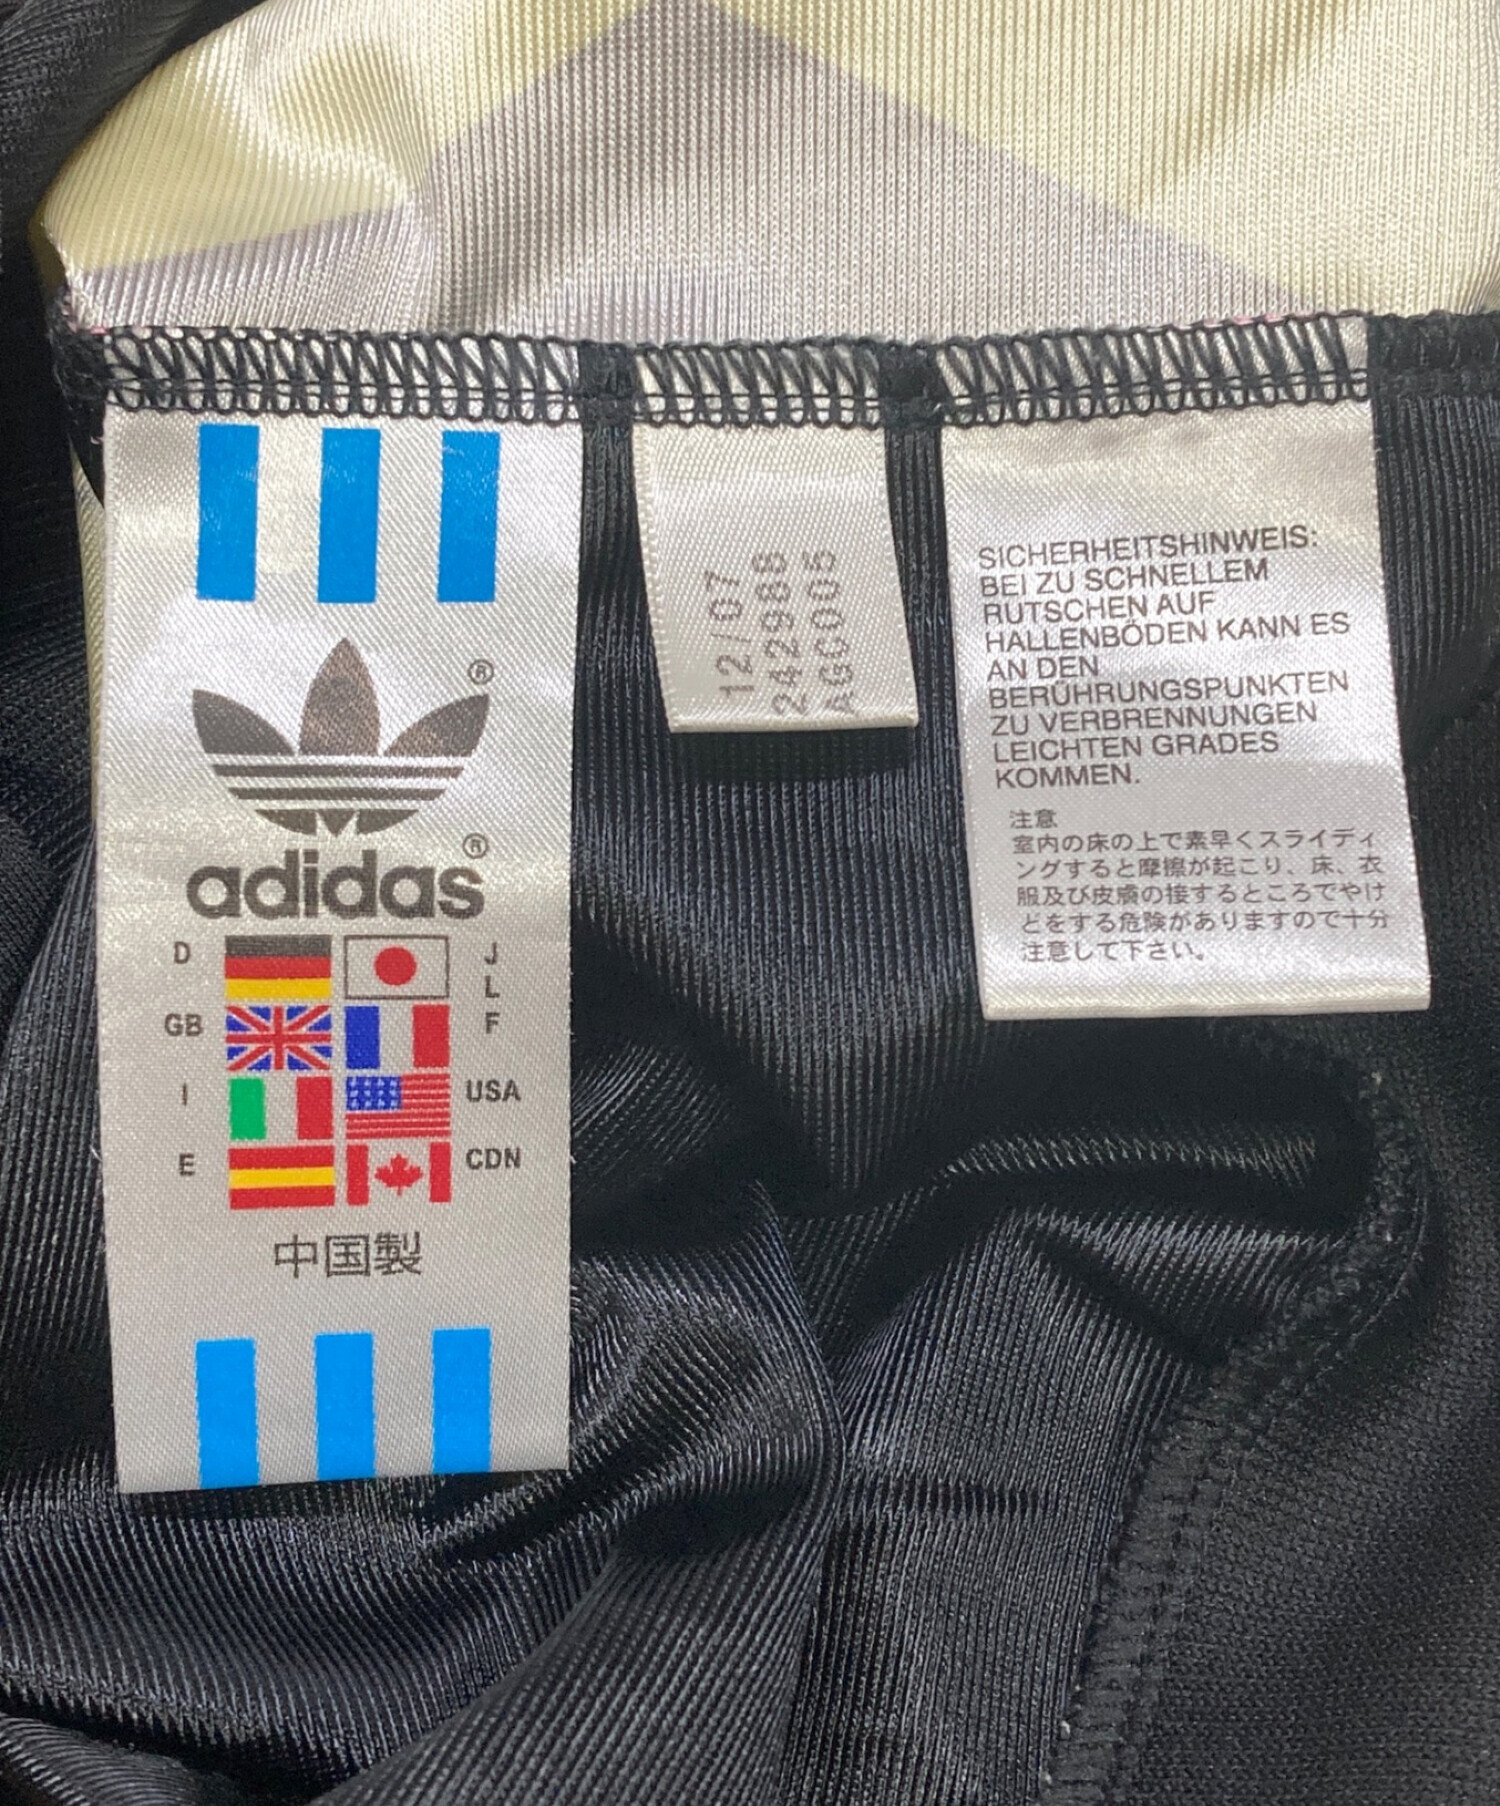 ®
®
adidas
D J
L
GB F
I USA
E CDN
中国製
12/07
242988
AGC005
SICHERHEITSHINWEIS:
BEI ZU SCHNELLEM
RUTSCHEN AUF
HALLENBÖDEN KANN ES
AN DEN
BERÜHRUNGSPUNKTEN
ZU VERBRENNUNGEN
LEICHTEN GRADES
KOMMEN.
注意
室内の床の上で素早くスライディ
ングすると摩擦が起こり、床、衣
服及び皮膚の接するところでやけ
どをする危険がありますので十分
注意して下さい。